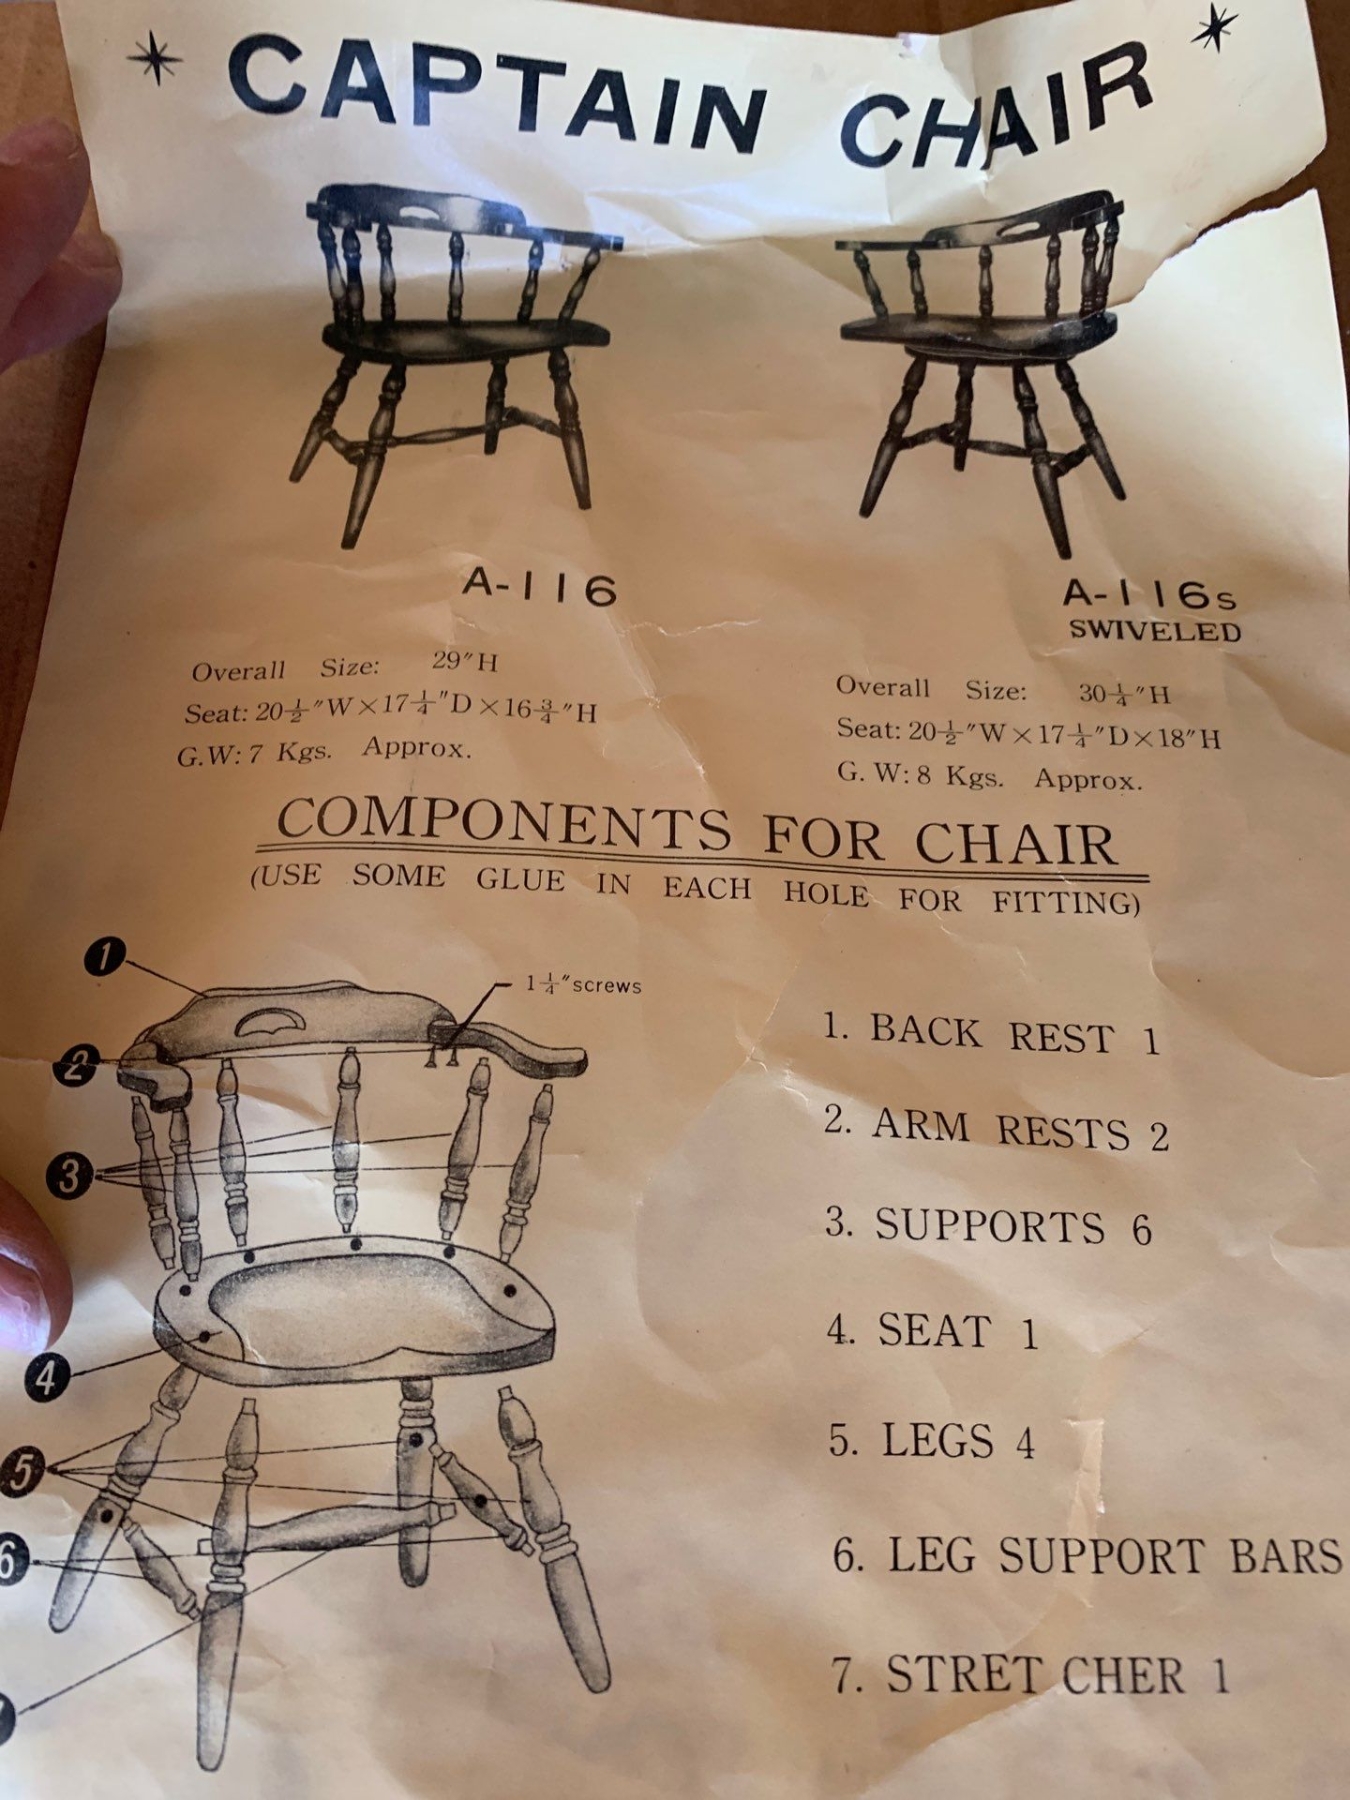 * CAPTAIN CHAIR *
A-116
A-116s
SWIVELED
Overall Size: 29"H
Seat: 20½"W×17¼"D×16¾"H
G.W: 7 Kgs. Approx.
Overall Size: 30¼"H
Seat: 20½"W×17¼"D×18"H
G. W: 8 Kgs. Approx.
COMPONENTS FOR CHAIR
(USE SOME GLUE IN EACH HOLE FOR FITTING)
1
1¼"screws
2
3
4
5
6
1. BACK REST 1
2. ARM RESTS 2
3. SUPPORTS 6
4. SEAT 1
5. LEGS 4
6. LEG SUPPORT BARS
7. STRET CHER 1